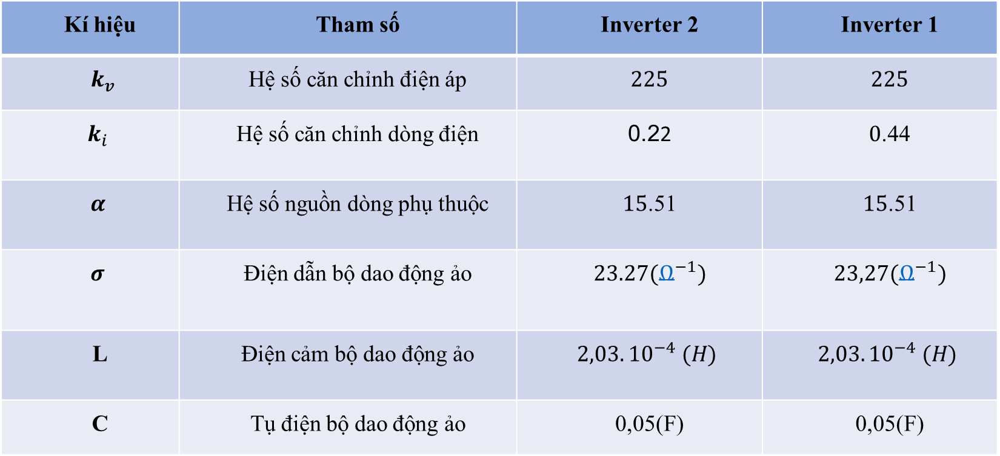 Kí hiệu Tham số Inverter 2 Inverter 1
𝒌𝒗 Hệ số căn chỉnh điện áp 225 225
𝒌𝒊 Hệ số căn chỉnh dòng điện 0.22 0.44
𝜶 Hệ số nguồn dòng phụ thuộc 15.51 15.51
𝝈 Điện dẫn bộ dao động ảo 23.27(Ω⁻¹) 23,27(Ω⁻¹)
L Điện cảm bộ dao động ảo 2,03. 10⁻⁴ (H) 2,03. 10⁻⁴ (H)
C Tụ điện bộ dao động ảo 0,05(F) 0,05(F)